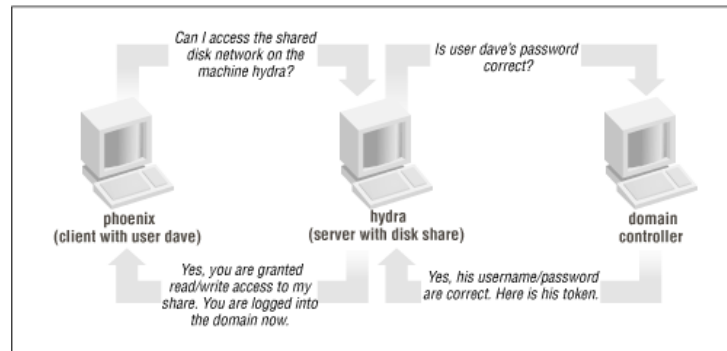 Can I access the shared
disk network on the
machine hydra?
Is user dave's password
correct?
phoenix
(client with user dave)
hydra
(server with disk share)
domain
controller
Yes, you are granted
read/write access to my
share. You are logged into
the domain now.
Yes, his username/password
are correct. Here is his token.